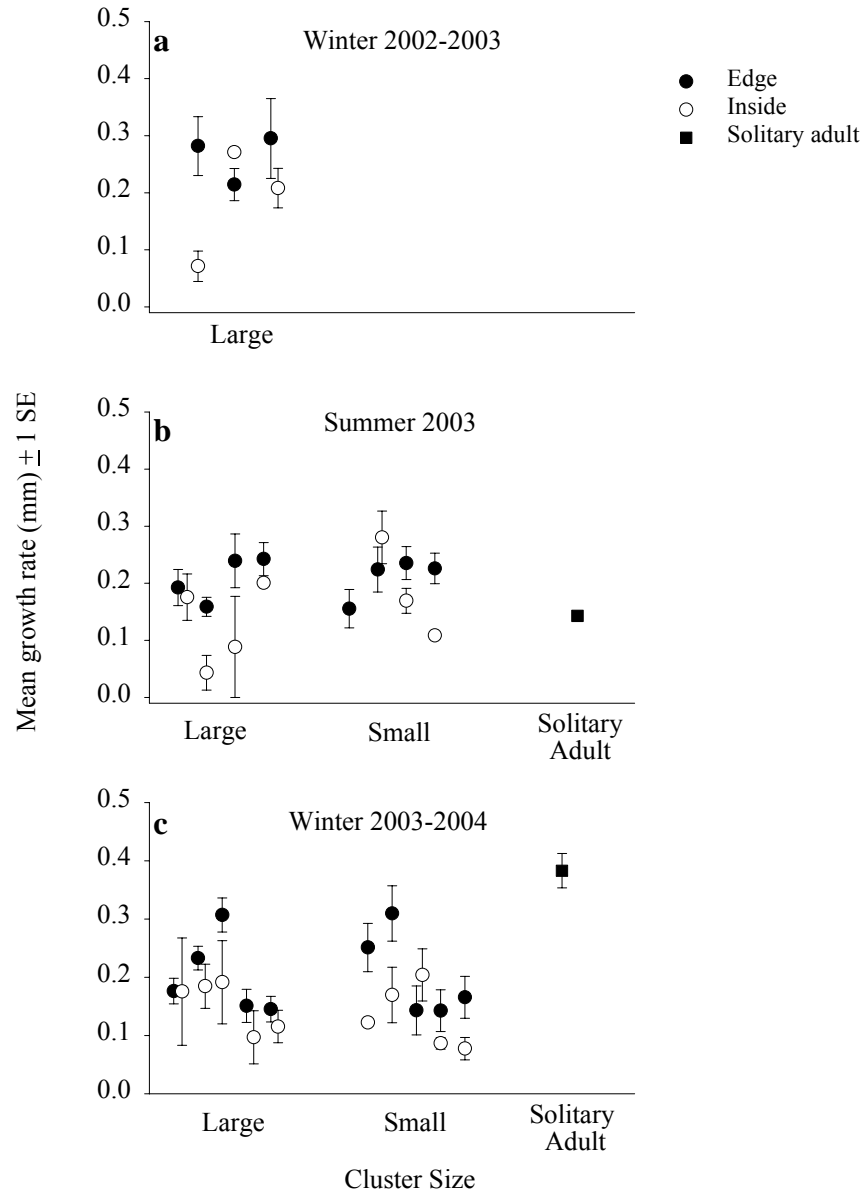 a Winter 2002-2003
0.5
0.4
0.3
0.2
0.1
0.0
Large
Edge
Inside
Solitary adult
Mean growth rate (mm) ± 1 SE
b Summer 2003
0.5
0.4
0.3
0.2
0.1
0.0
Large
Small
Solitary
Adult
c Winter 2003-2004
0.5
0.4
0.3
0.2
0.1
0.0
Large
Small
Solitary
Adult
Cluster Size